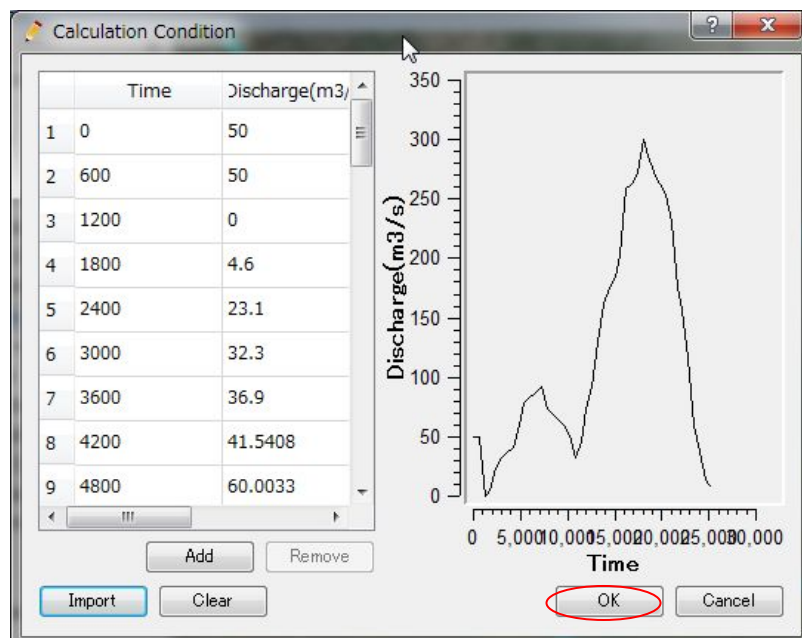 Calculation Condition
Time Discharge(m3/
1 0 50
2 600 50
3 1200 0
4 1800 4.6
5 2400 23.1
6 3000 32.3
7 3600 36.9
8 4200 41.5408
9 4800 60.0033
Add Remove
Import Clear
350
300
250
200
150
100
50
0
Discharge(m3/s)
0 5,000 10,000 15,000 20,000 25,000 30,000
Time
OK Cancel